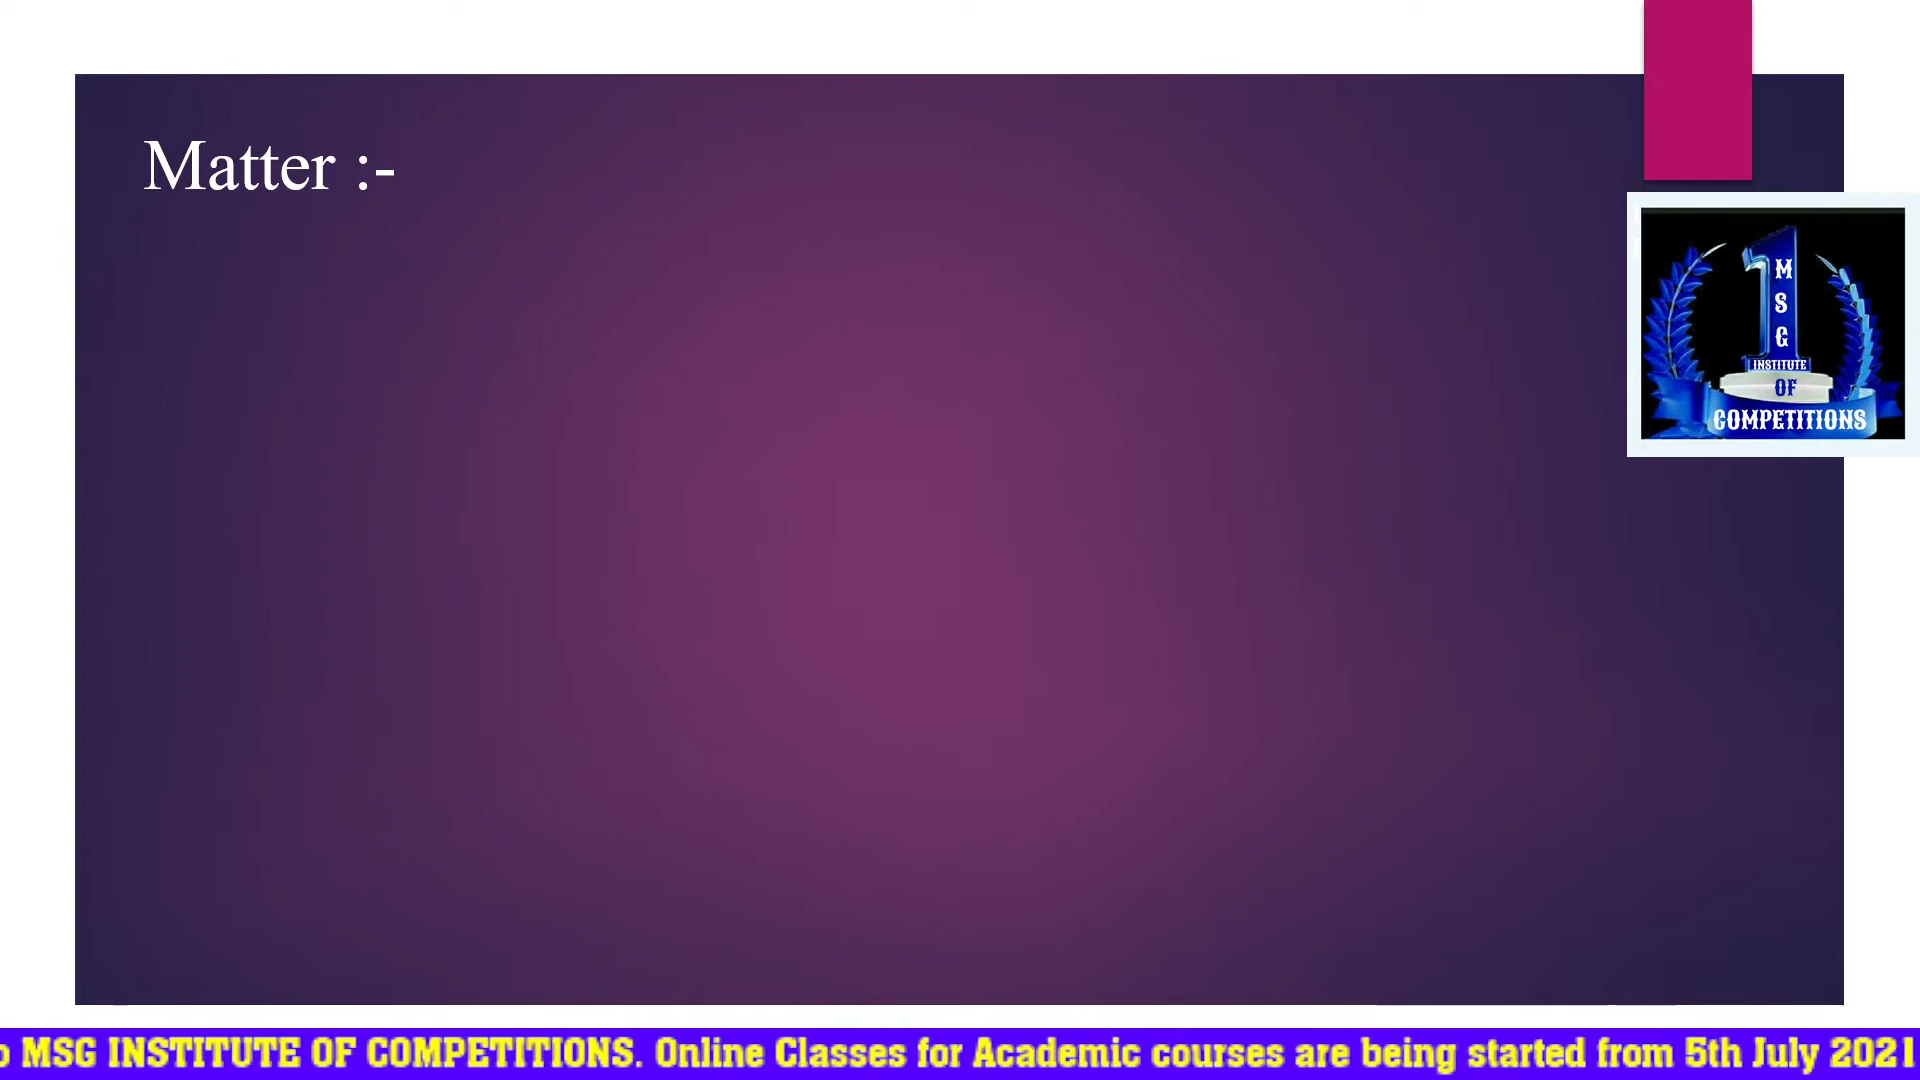 Matter :-
M
S
G
INSTITUTE
OF
COMPETITIONS
MSG INSTITUTE OF COMPETITIONS. Online Classes for Academic courses are being started from 5th July 2021